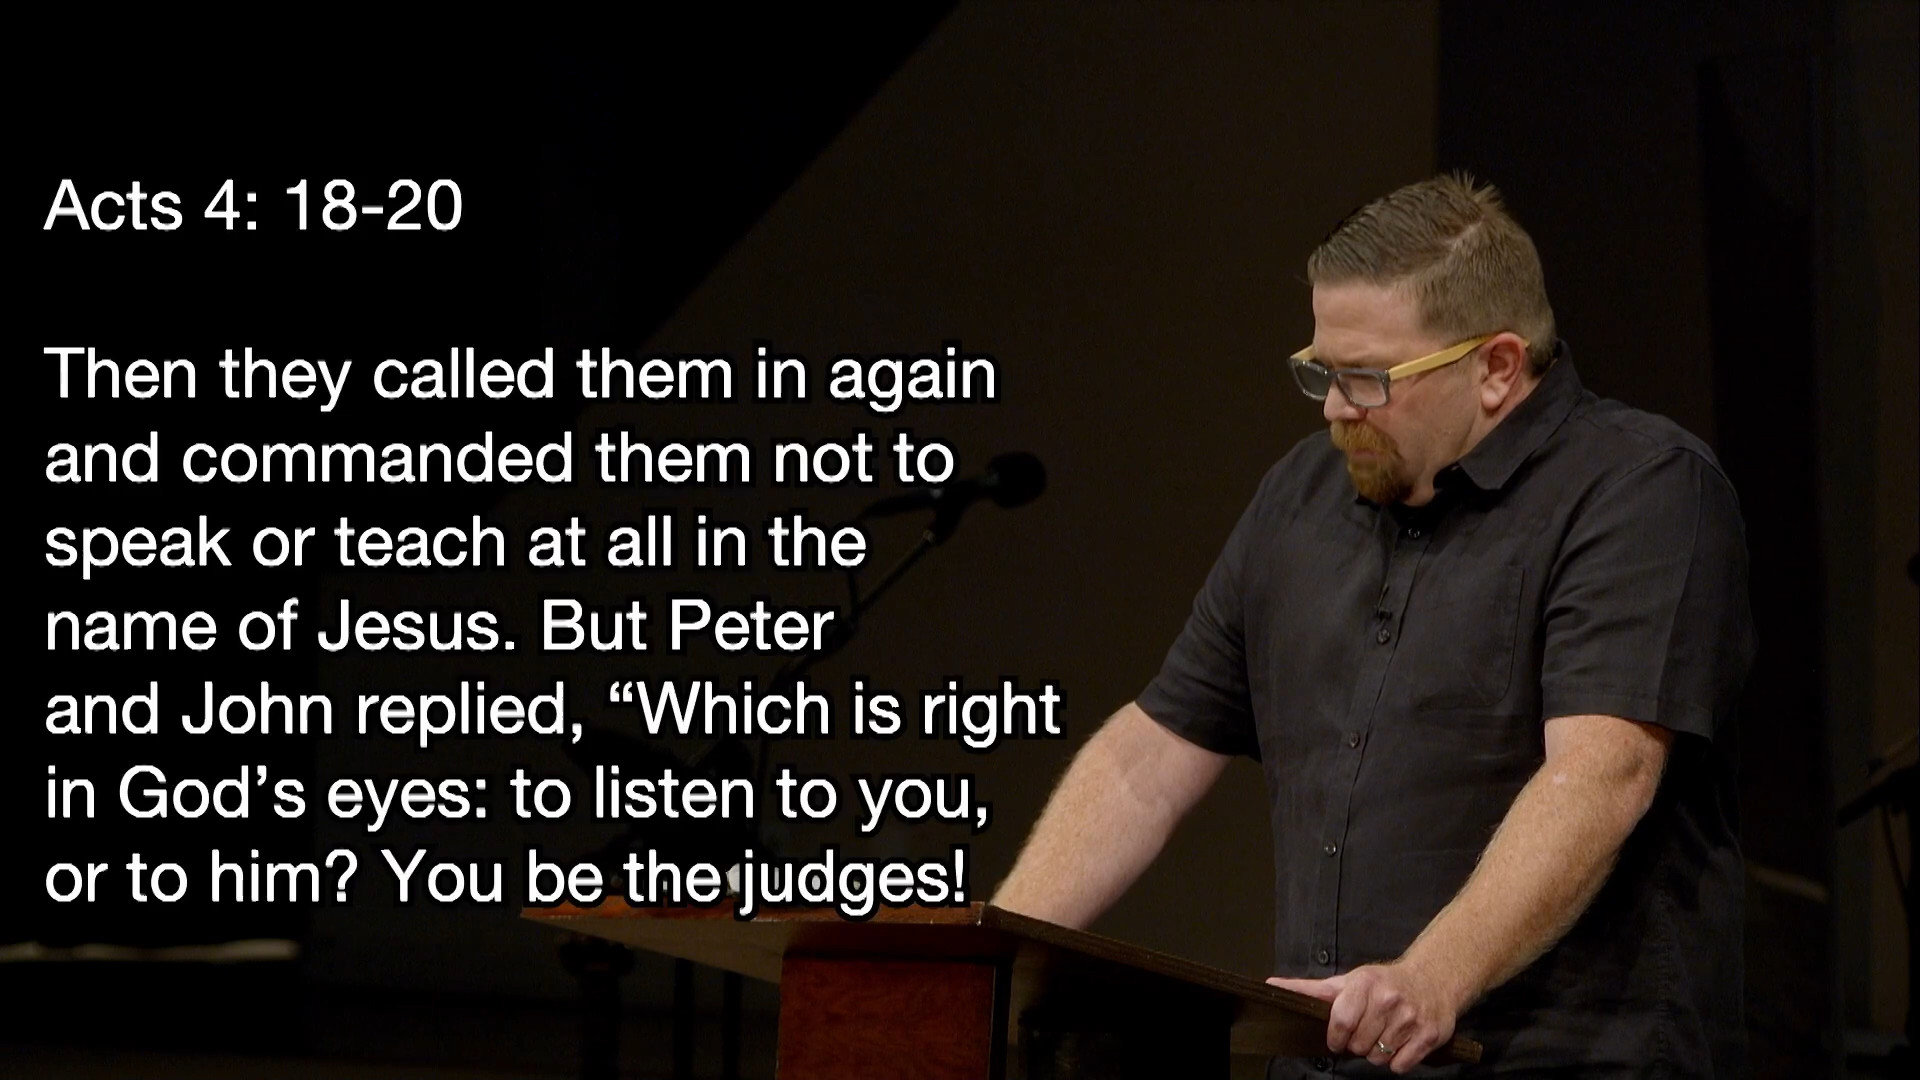 Acts 4: 18-20
Then they called them in again
and commanded them not to
speak or teach at all in the
name of Jesus. But Peter
and John replied, “Which is right
in God’s eyes: to listen to you,
or to him? You be the judges!